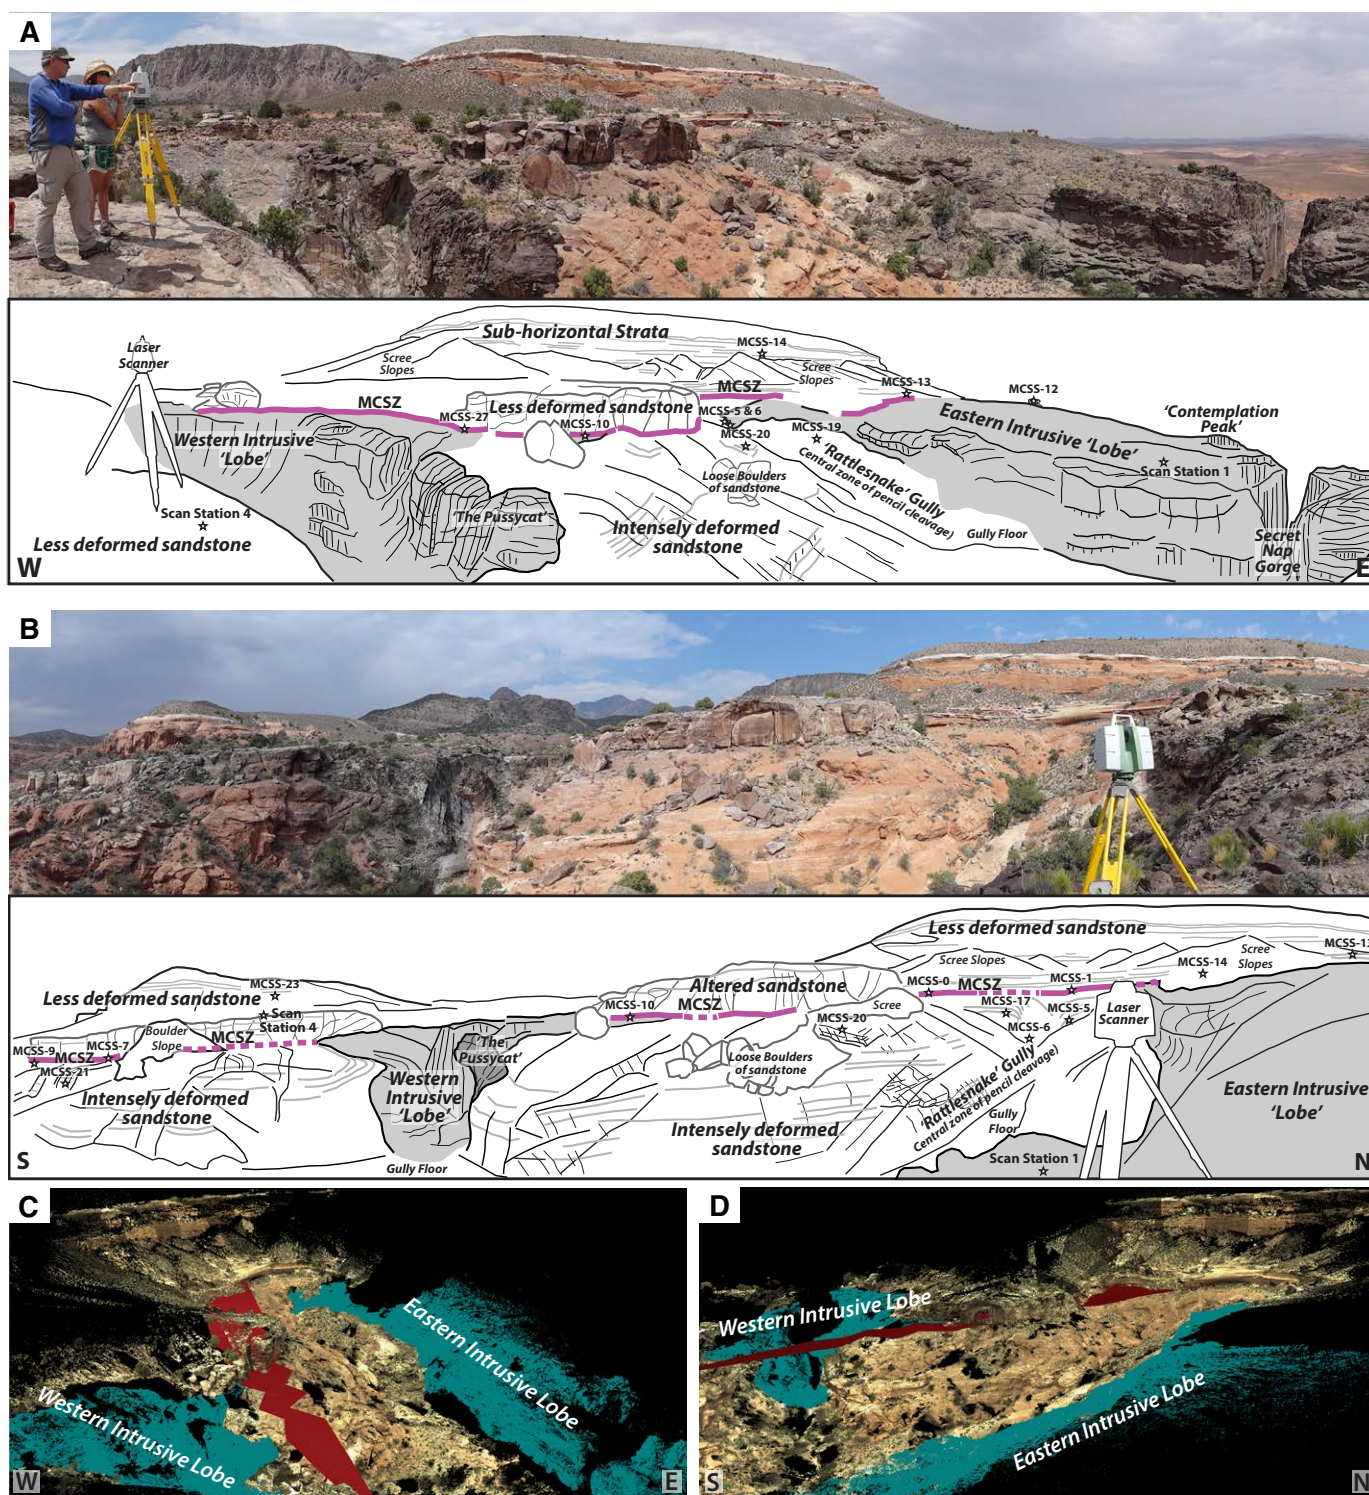 A
Sub-horizontal Strata
Laser
Scanner
Scree
Slopes
MCSS-14
Scree
Slopes
MCSS-13
MCSS-12
MCSZ
MCSZ
MCSS-27
Less deformed sandstone
MCSS-10
MCSS-5 & 6
MCSS-20
MCSS-19
Eastern Intrusive 'Lobe'
'Contemplation
Peak'
Scan Station 1
Western Intrusive
'Lobe'
'Rattlesnake' Gully
Central zone of pencil cleavage)
Loose Boulders
of sandstone
'The Pussycat'
Scan Station 4
Less deformed sandstone
Intensely deformed
sandstone
Gully Floor
Secret
Nap
Gorge
W
E
B
Less deformed sandstone
Scree Slopes
Scree
Slopes
MCSS-13
MCSS-14
MCSS-23
Less deformed sandstone
Scan
Station 4
Altered sandstone
MCSS-0
MCSZ
MCSS-1
MCSS-10
MCSZ
Scree
MCSS-17
MCSS-5
Laser
Scanner
MCSS-20
MCSS-6
Boulder
Slope
MCSZ
MCSS-9
MCSZ
MCSS-7
MCSS-21
'The
Pussycat'
Western
Intrusive
'Lobe'
Loose Boulders
of sandstone
'Rattlesnake' Gully
Central zone of pencil cleavage)
Intensely deformed
sandstone
Intensely deformed
sandstone
Gully
Floor
Eastern Intrusive
'Lobe'
Gully Floor
Scan Station 1
S
N
C
Eastern Intrusive Lobe
Western Intrusive Lobe
W
E
D
Western Intrusive Lobe
Eastern Intrusive Lobe
S
N